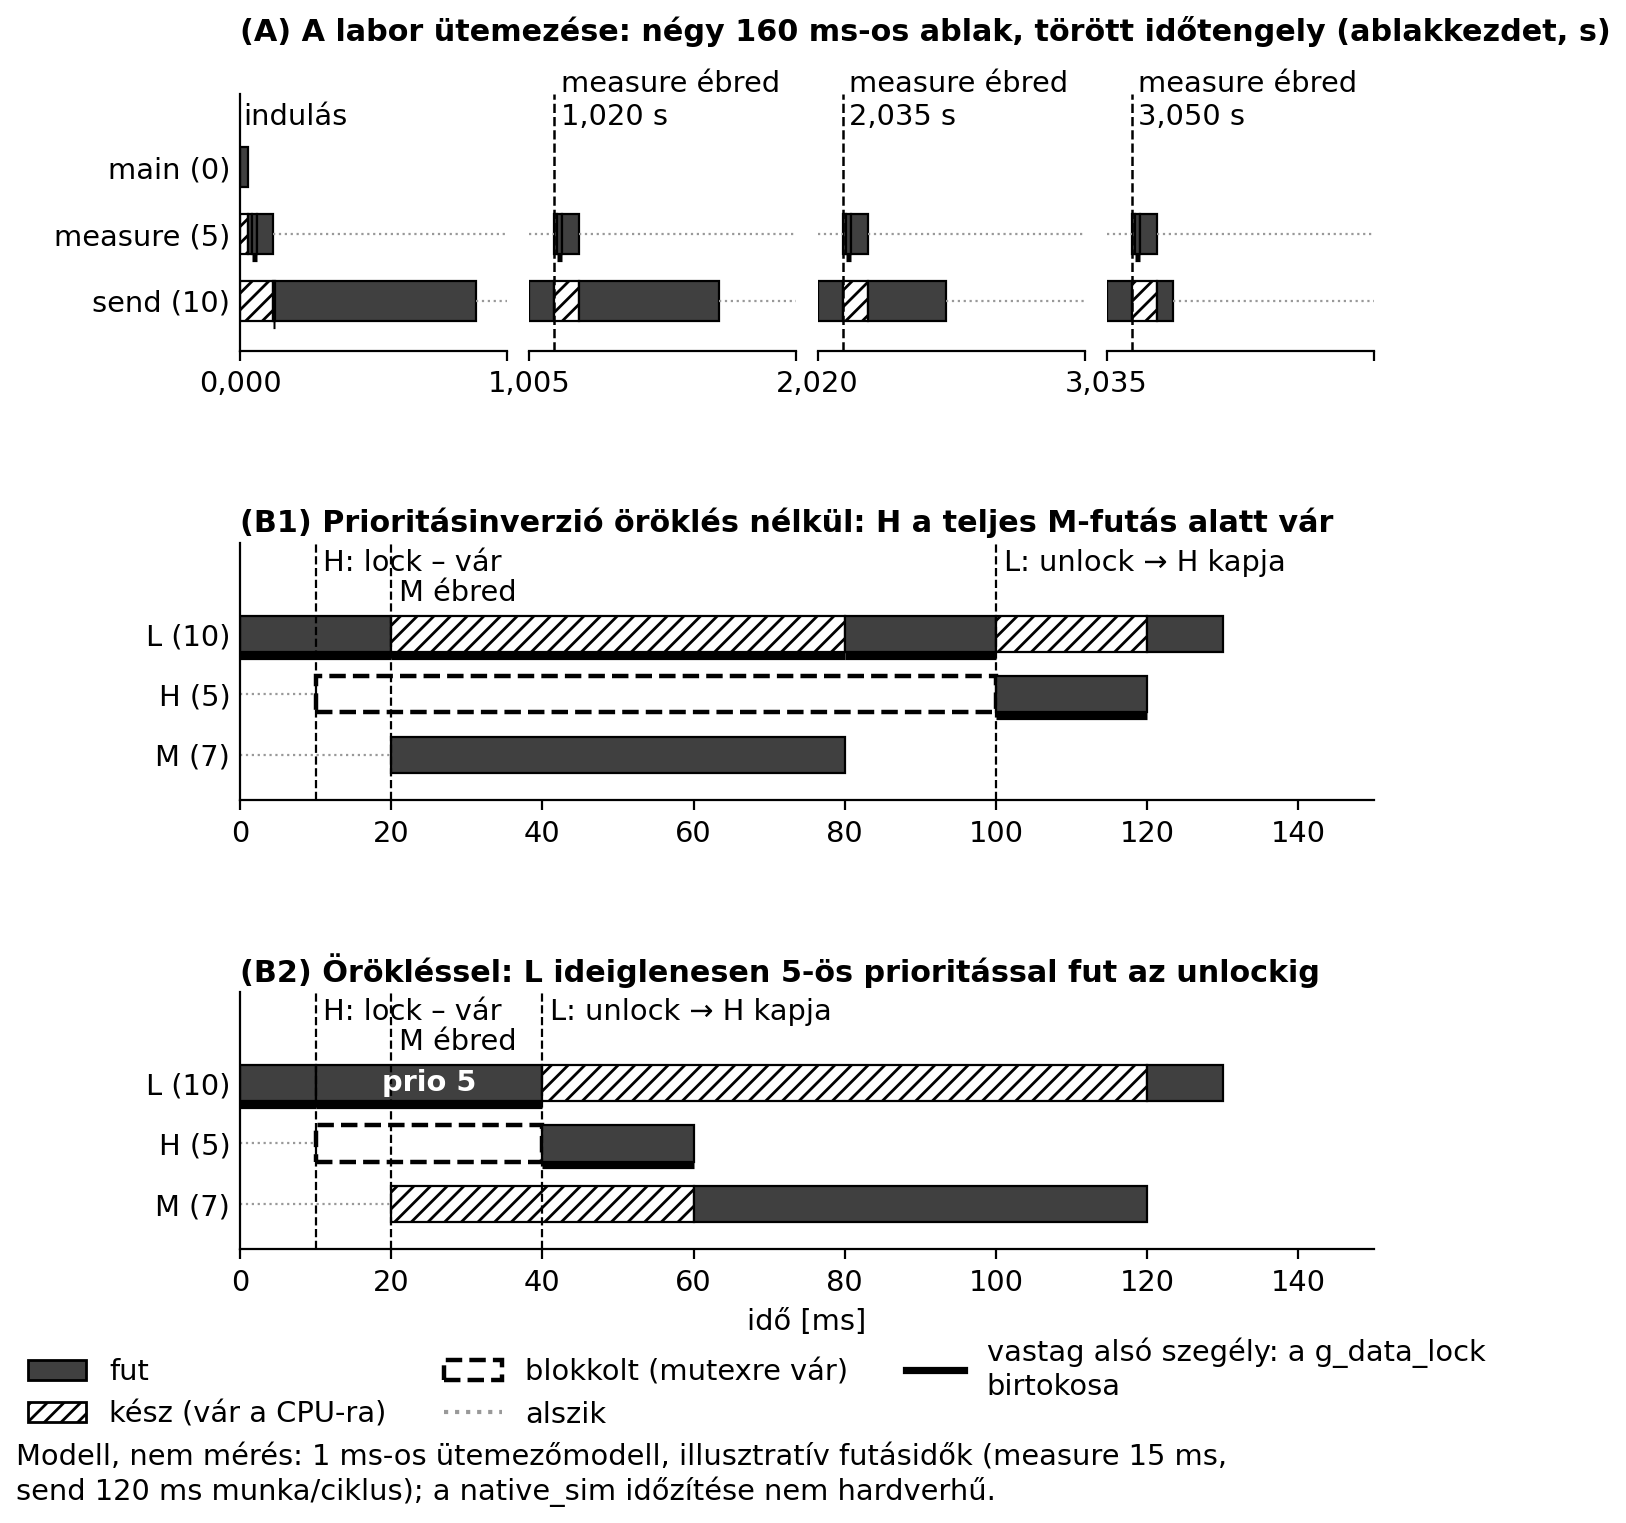 (A) A labor ütemezése: négy 160 ms-os ablak, törött időtengely (ablakkezdet, s)
indulás
measure ébred
1,020 s
measure ébred
2,035 s
measure ébred
3,050 s
main (0)
measure (5)
send (10)
0,000
1,005
2,020
3,035
(B1) Prioritásinverzió öröklés nélkül: H a teljes M-futás alatt vár
H: lock – vár
L: unlock → H kapja
M ébred
L (10)
H (5)
M (7)
0 20 40 60 80 100 120 140
(B2) Örökléssel: L ideiglenesen 5-ös prioritással fut az unlockig
H: lock – vár
L: unlock → H kapja
M ébred
L (10)
prio 5
H (5)
M (7)
0 20 40 60 80 100 120 140
idő [ms]
fut
kész (vár a CPU-ra)
blokkolt (mutexre vár)
alszik
vastag alsó szegély: a g_data_lock
birtokosa
Modell, nem mérés: 1 ms-os ütemezőmodell, illusztratív futásidők (measure 15 ms,
send 120 ms munka/ciklus); a native_sim időzítése nem hardverhű.